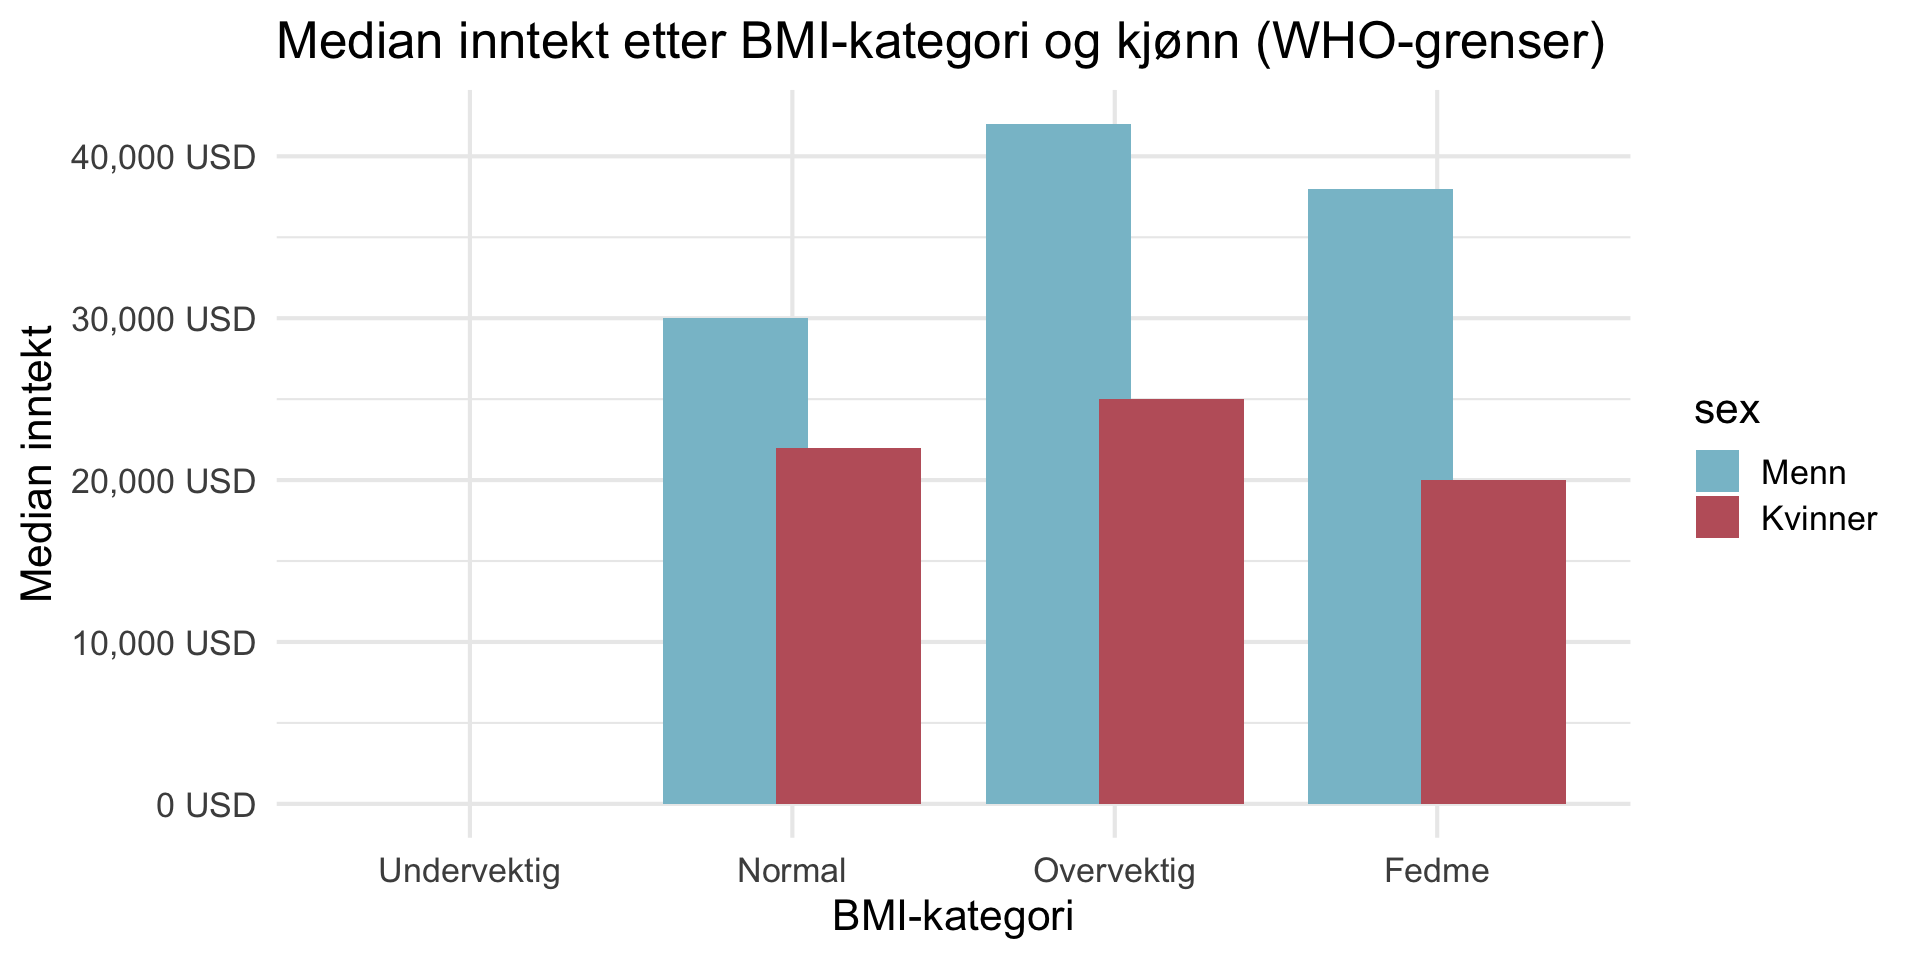 Median inntekt etter BMI-kategori og kjønn (WHO-grenser)
Median inntekt
40,000 USD
30,000 USD
20,000 USD
10,000 USD
0 USD
Undervektig
Normal
Overvektig
Fedme
BMI-kategori
sex
Menn
Kvinner